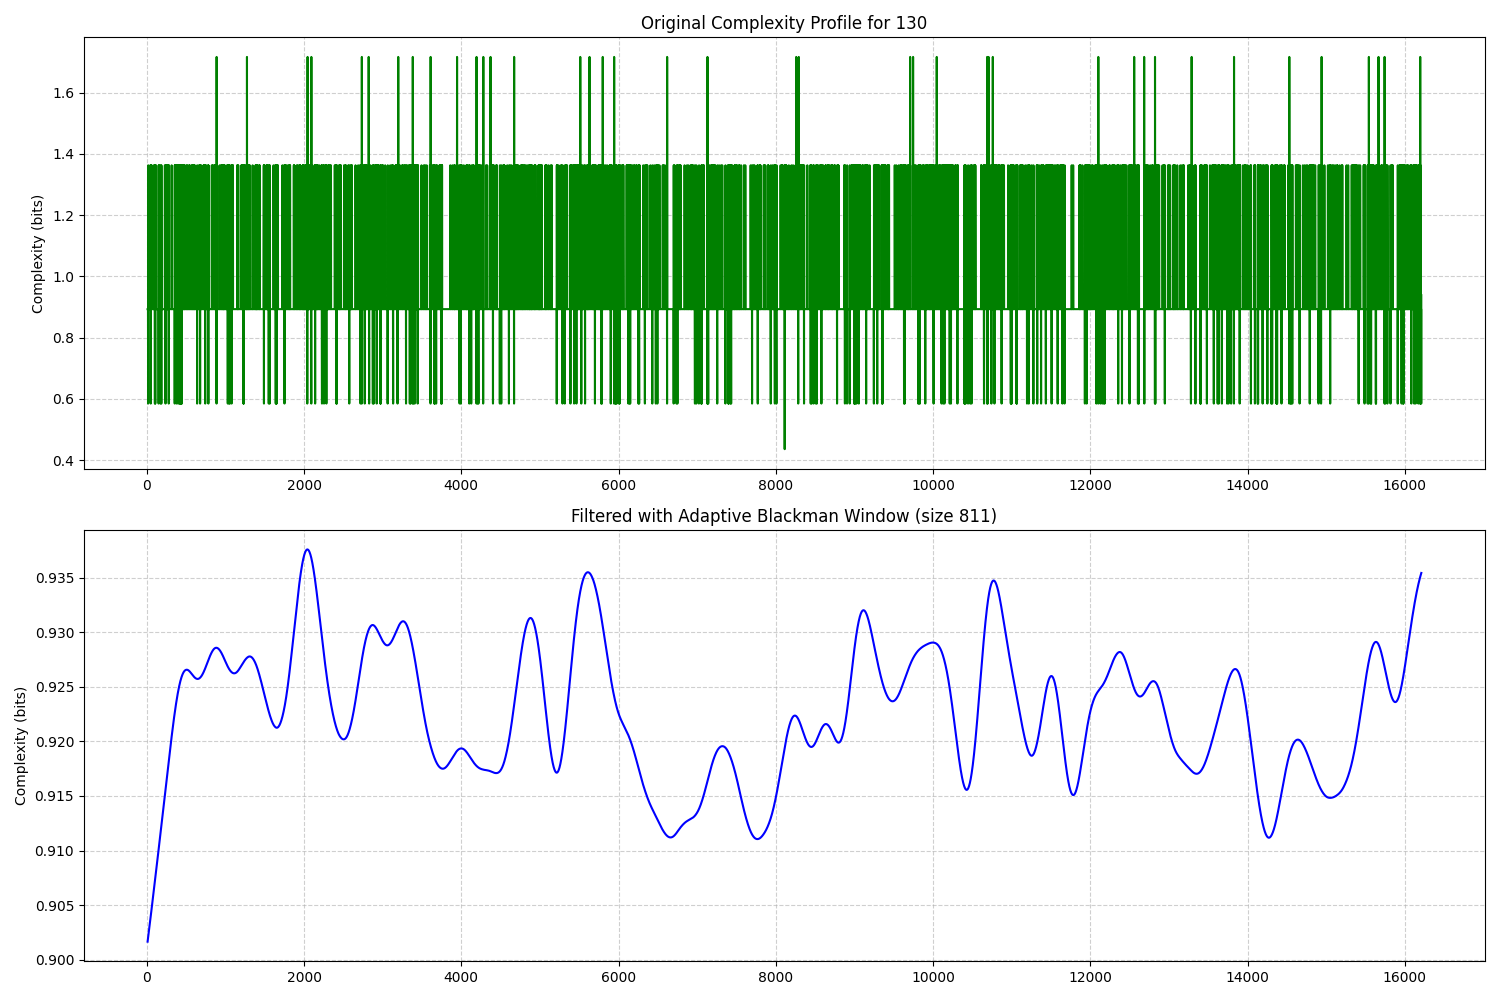 Original Complexity Profile for 130
Complexity (bits)
1.6
1.4
1.2
1.0
0.8
0.6
0.4
0 2000 4000 6000 8000 10000 12000 14000 16000
Filtered with Adaptive Blackman Window (size 811)
Complexity (bits)
0.935
0.930
0.925
0.920
0.915
0.910
0.905
0.900
0 2000 4000 6000 8000 10000 12000 14000 16000